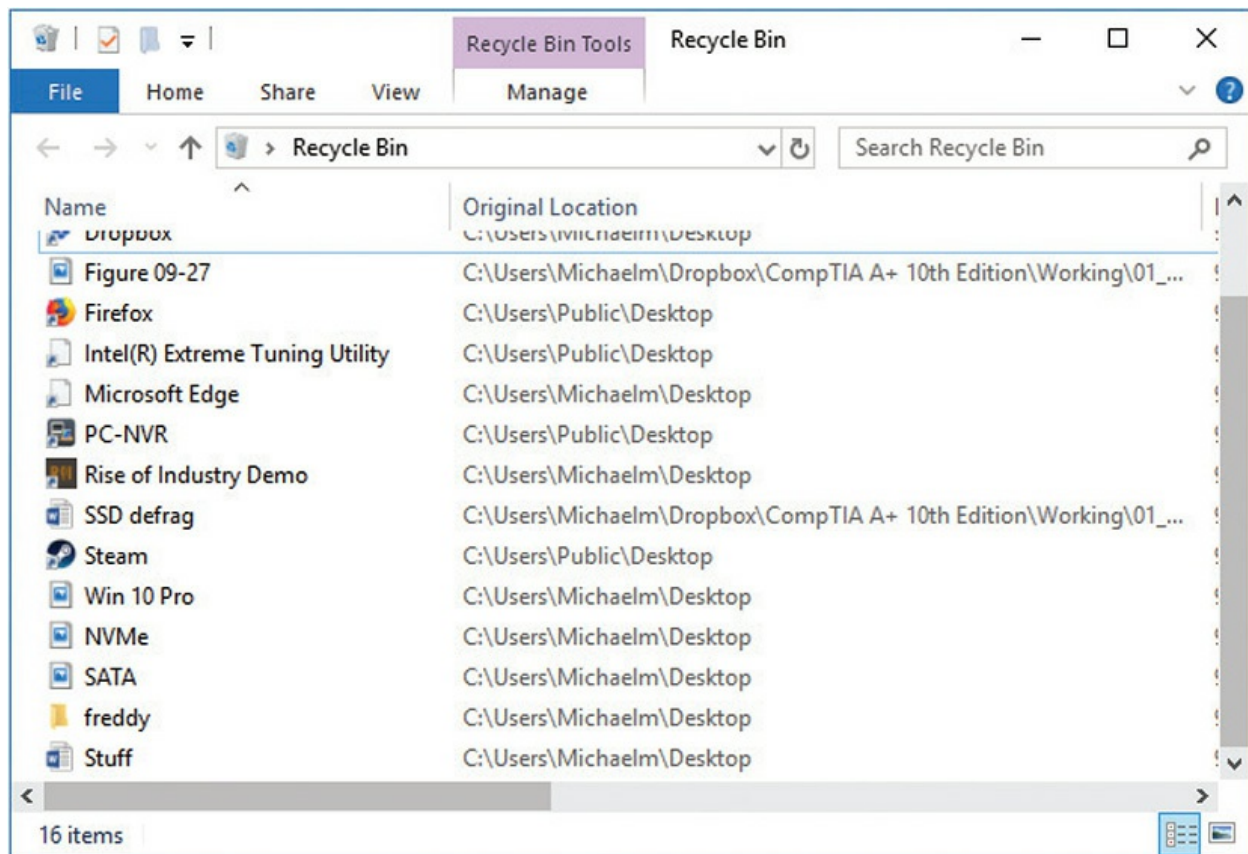 Recycle Bin Tools Recycle Bin
File Home Share View Manage
Recycle Bin Search Recycle Bin
Name Original Location
Dropbox C:\Users\Michaelm\Desktop
Figure 09-27 C:\Users\Michaelm\Dropbox\CompTIA A+ 10th Edition\Working\01_...
Firefox C:\Users\Public\Desktop
Intel(R) Extreme Tuning Utility C:\Users\Public\Desktop
Microsoft Edge C:\Users\Michaelm\Desktop
PC-NVR C:\Users\Public\Desktop
Rise of Industry Demo C:\Users\Michaelm\Desktop
SSD defrag C:\Users\Michaelm\Dropbox\CompTIA A+ 10th Edition\Working\01_...
Steam C:\Users\Public\Desktop
Win 10 Pro C:\Users\Michaelm\Desktop
NVMe C:\Users\Michaelm\Desktop
SATA C:\Users\Michaelm\Desktop
freddy C:\Users\Michaelm\Desktop
Stuff C:\Users\Michaelm\Desktop
16 items